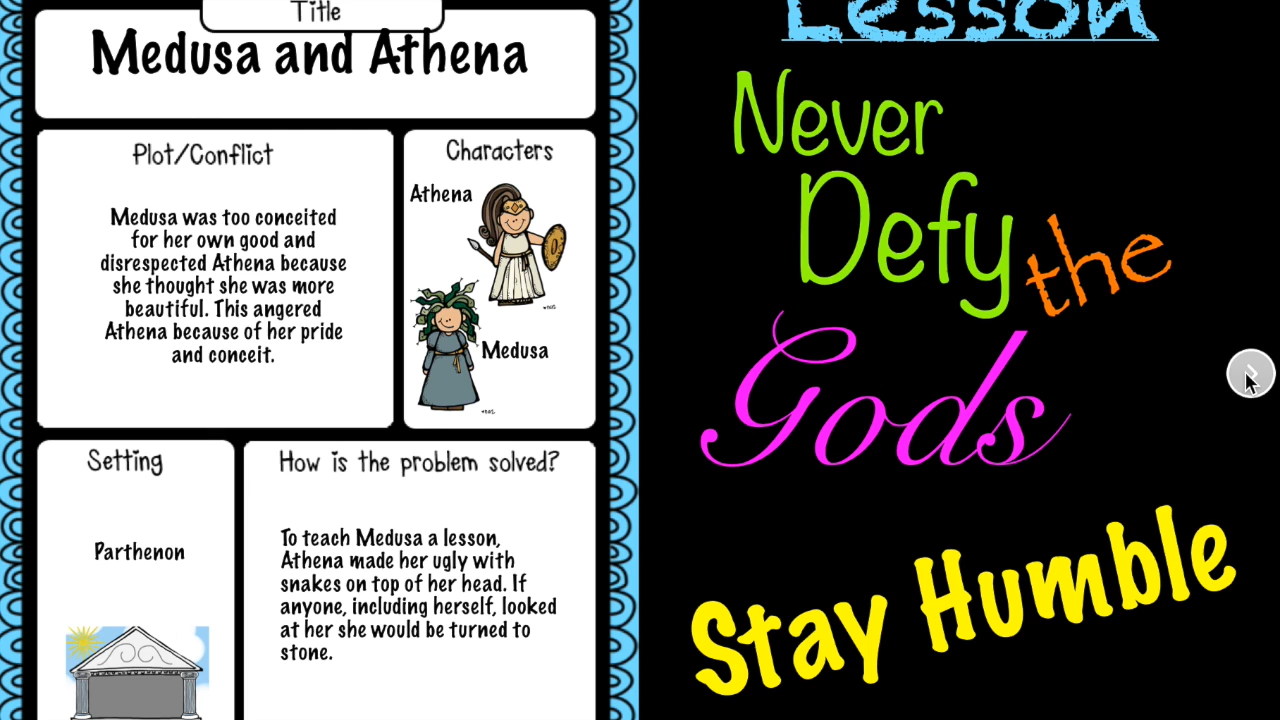 Title
Medusa and Athena
Plot/Conflict
Medusa was too conceited
for her own good and
disrespected Athena because
she thought she was more
beautiful. This angered
Athena because of her pride
and conceit.
Characters
Athena
Medusa
Setting
Parthenon
How is the problem solved?
To teach Medusa a lesson,
Athena made her ugly with
snakes on top of her head. If
anyone, including herself, looked
at her she would be turned to
stone.
Lesson
Never
Defy the
Gods
Stay Humble